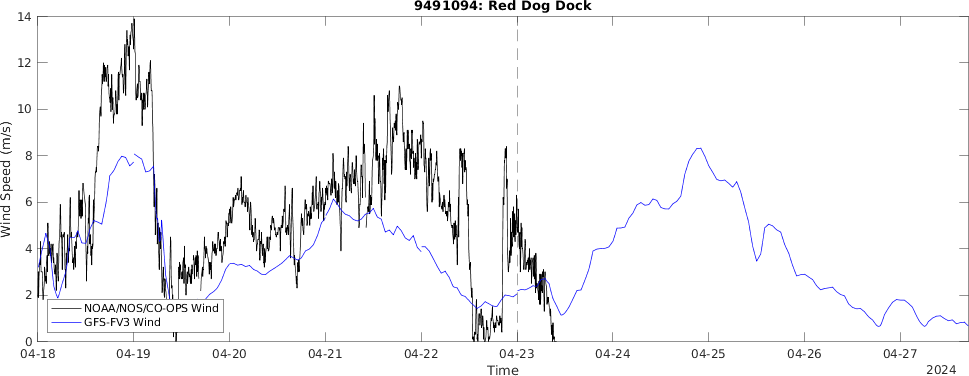 9491094: Red Dog Dock
14
12
10
8
6
4
2
0
Wind Speed (m/s)
NOAA/NOS/CO-OPS Wind
GFS-FV3 Wind
04-18 04-19 04-20 04-21 04-22 04-23 04-24 04-25 04-26 04-27
Time
2024